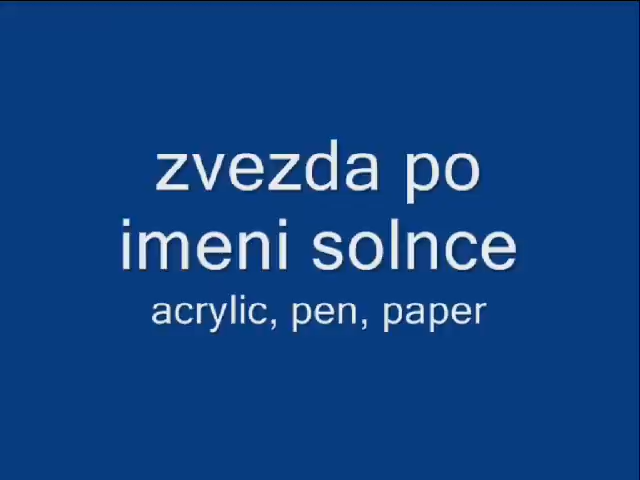 zvezda po
imeni solnce
acrylic, pen, paper